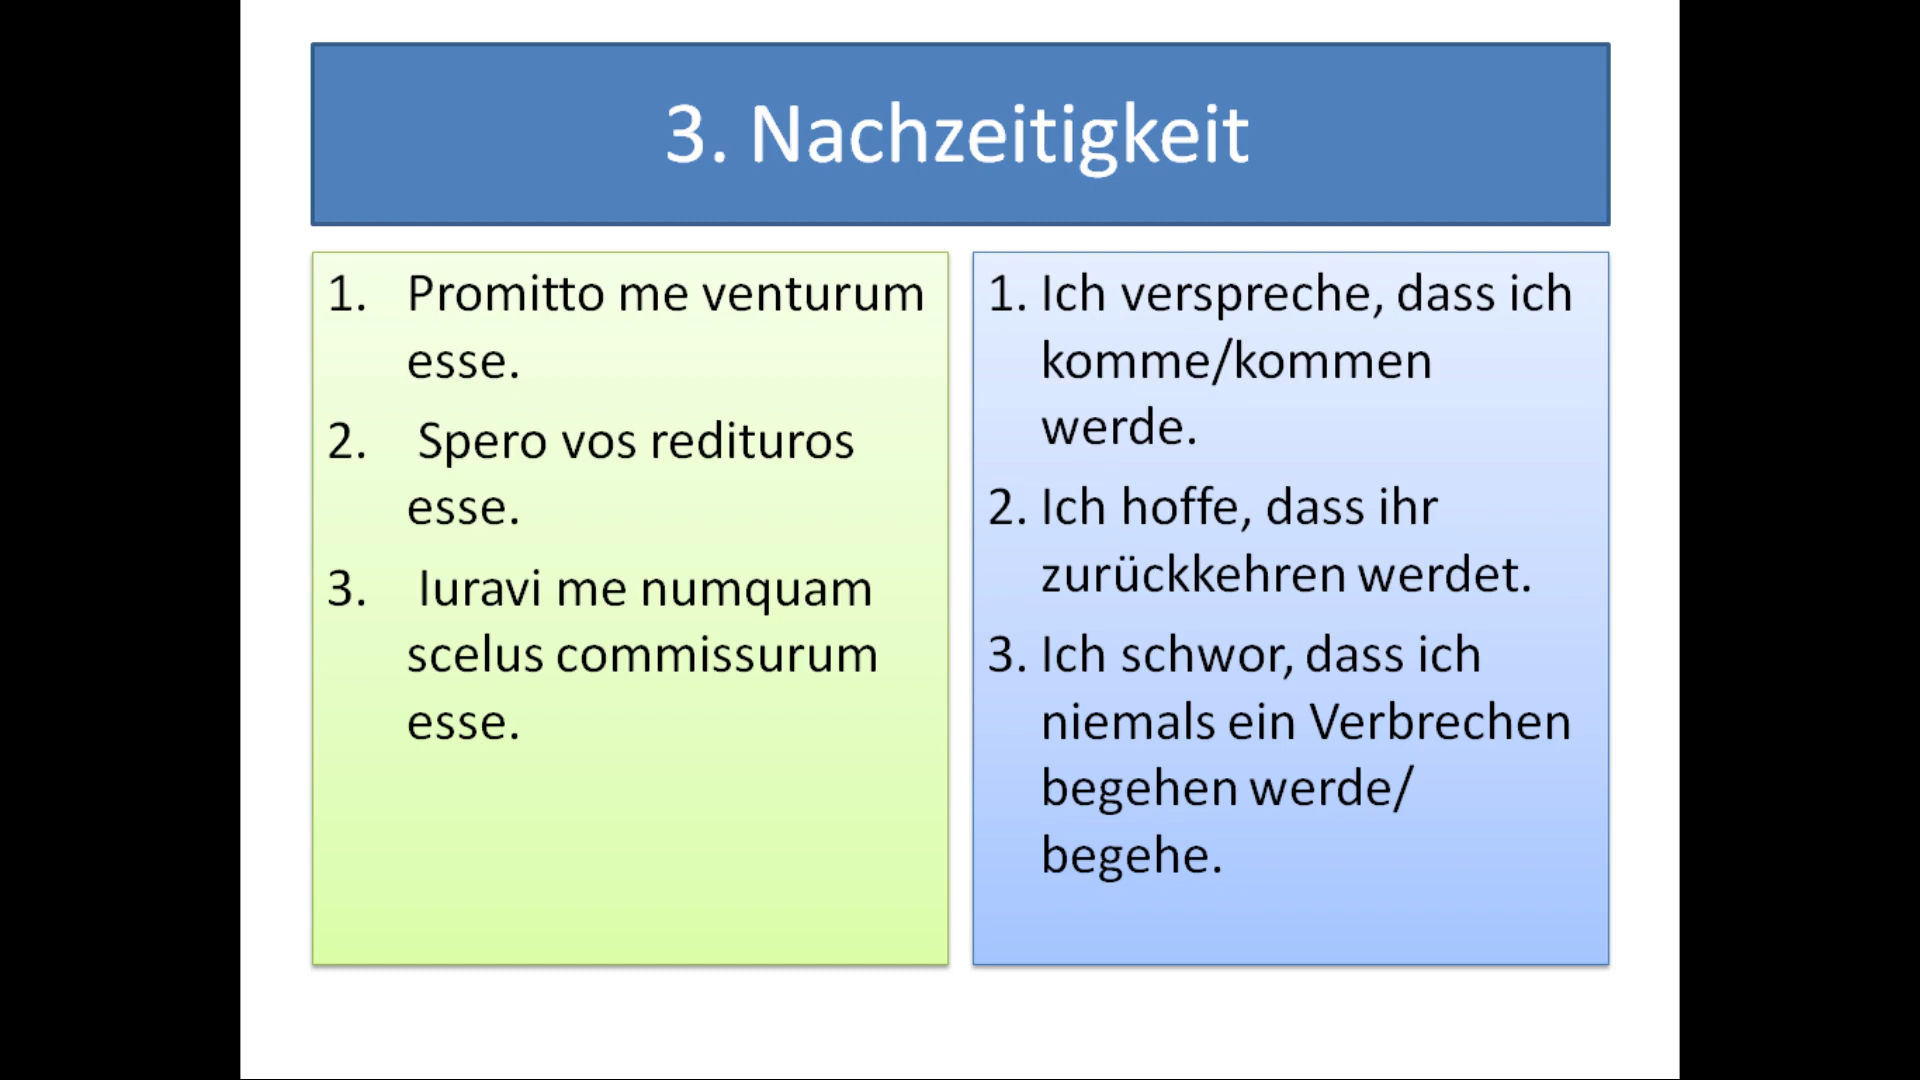 3. Nachzeitigkeit
1. Promitto me venturum
esse.
2. Spero vos redituros
esse.
3. Iuravi me numquam
scelus commissurum
esse.
1. Ich verspreche, dass ich
komme/kommen
werde.
2. Ich hoffe, dass ihr
zurückkehren werdet.
3. Ich schwor, dass ich
niemals ein Verbrechen
begehen werde/
begehe.